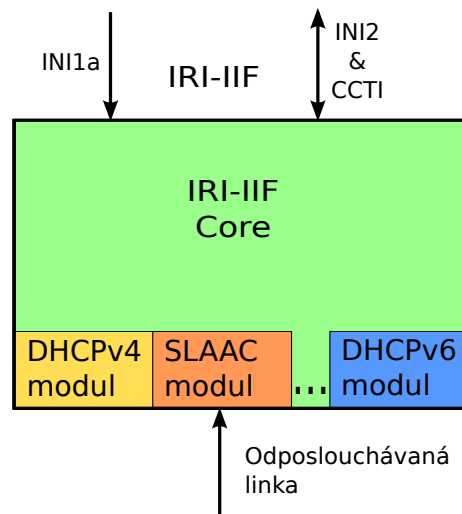 INI1a
IRI-IIF
INI2
&
CCTI
IRI-IIF
Core
DHCPv4
modul
SLAAC
modul
...
DHCPv6
modul
Odposlouchávaná
linka